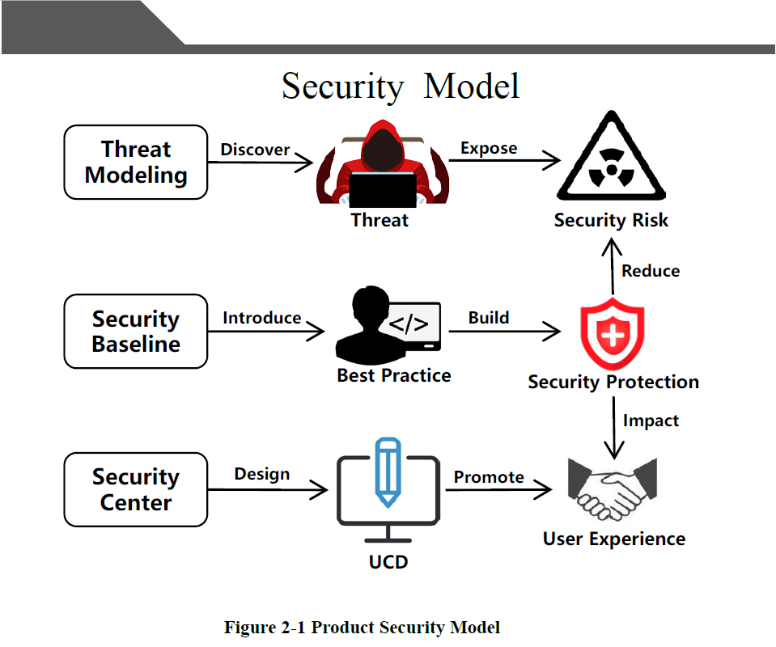 Security Model
Threat
Modeling
Discover
Threat
Expose
Security Risk
Reduce
Security
Baseline
Introduce
</>
Best Practice
Build
Security Protection
Impact
Security
Center
Design
UCD
Promote
User Experience
Figure 2-1 Product Security Model